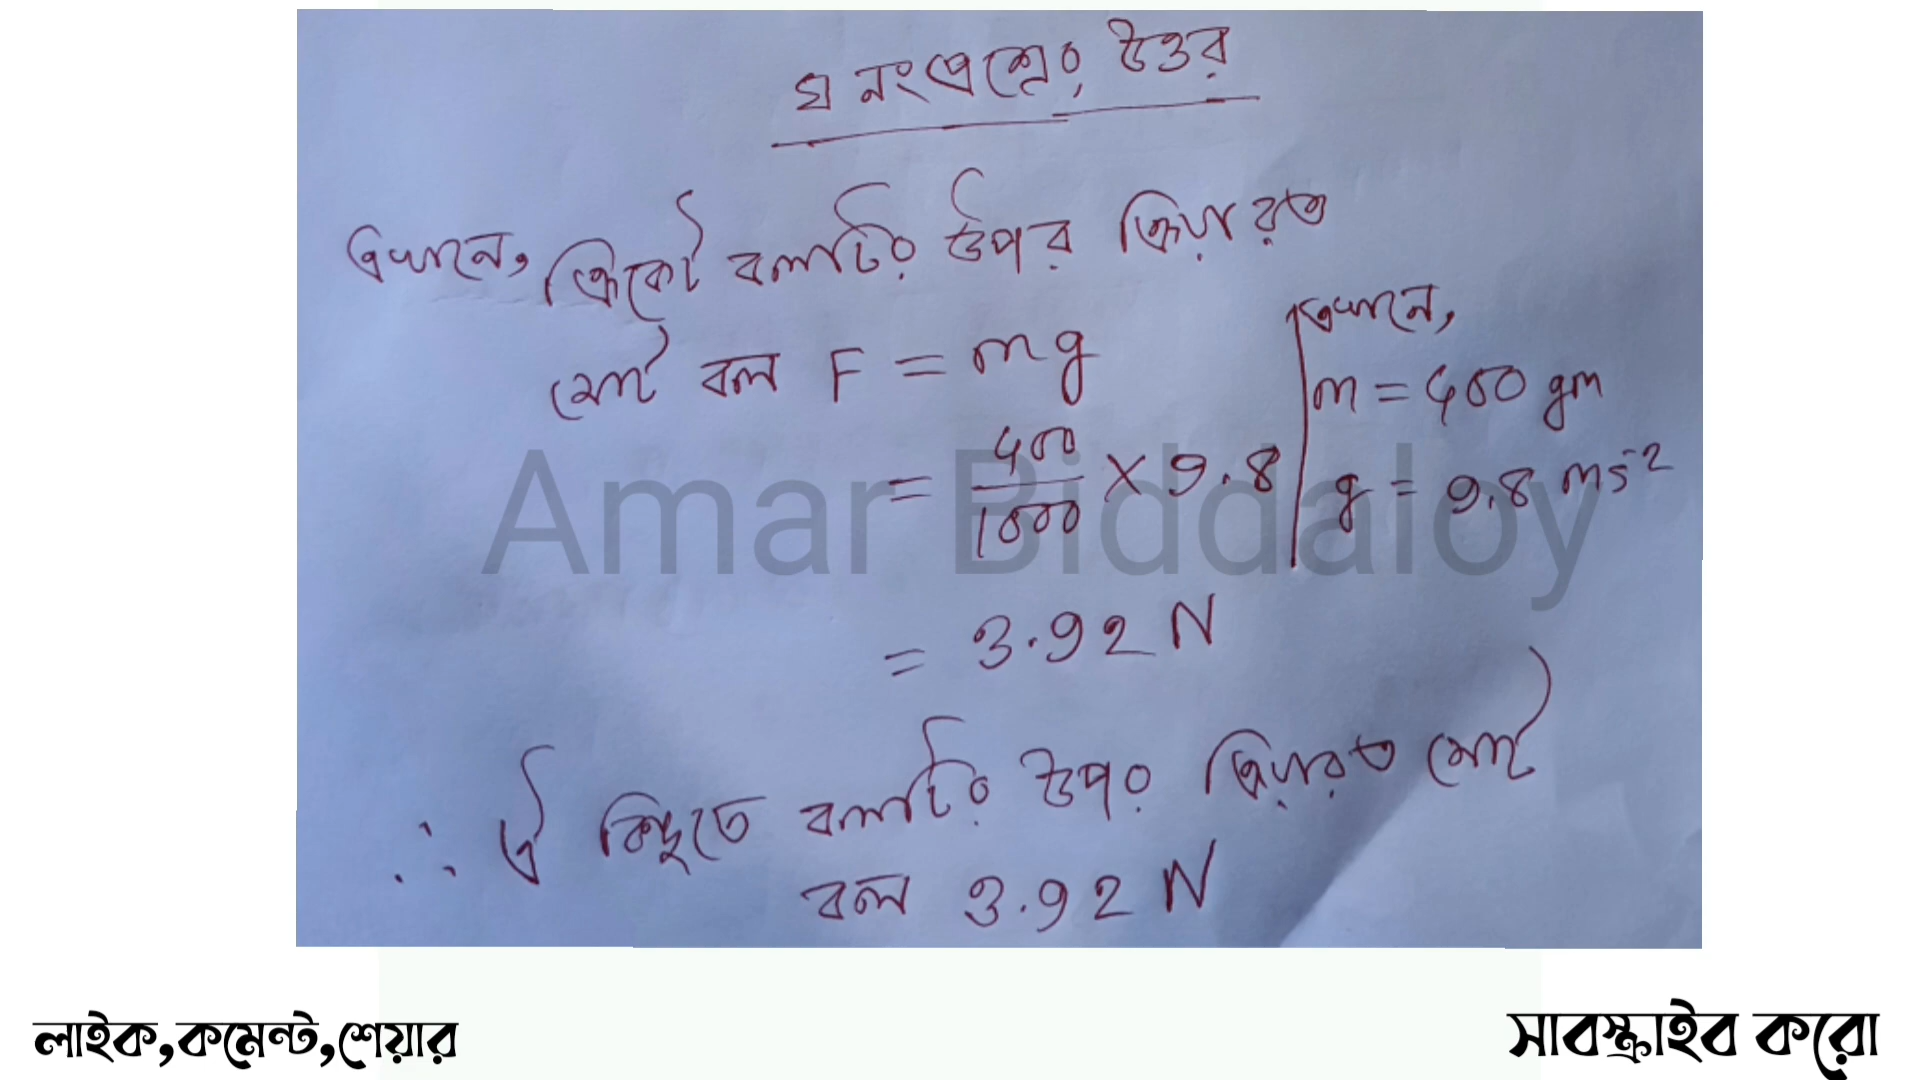 ঘ নংপ্রশ্নের উত্তর
এখানে, ক্রিকেট বলটির উপর ক্রিয়ারত
মোট বল F = mg
= 400/1000 × 9.8
= 3.92 N
এখানে,
m = 400 gm
g = 9.8 ms⁻²
∴ ঐ বিন্দুতে বলটির উপর ক্রিয়ারত মোট
বল 3.92 N
Amar Biddaloy
লাইক,কমেন্ট,শেয়ার
সাবস্ক্রাইব করো